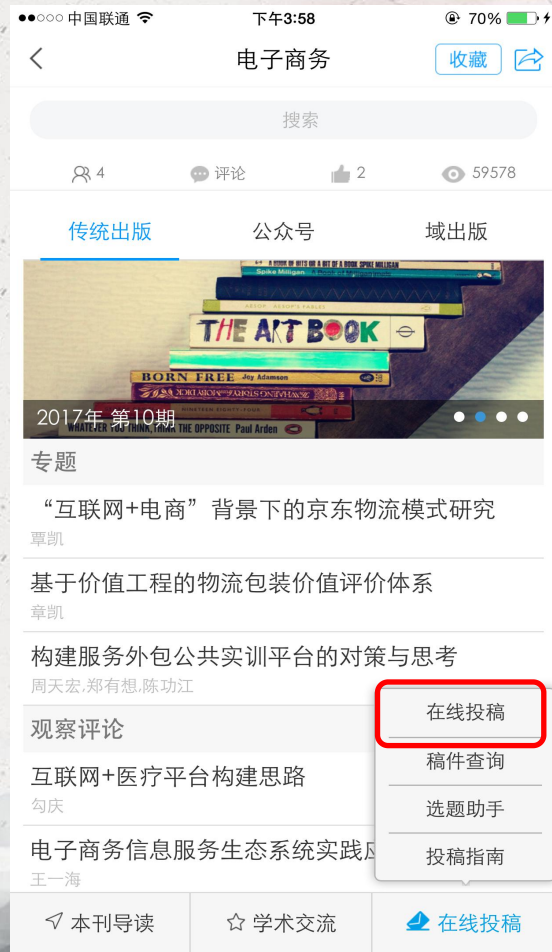 中国联通 下午3:58 70%
电子商务 收藏
搜索
4 评论 2 59578
传统出版 公众号 域出版
Spike Milligan
THE ART BOOK
BORN FREE Joy Adamson
NINETEEN EIGHTY-FOUR
2017年 第10期
WHATEVER YOU THINK, THINK THE OPPOSITE Paul Arden
专题
“互联网+电商”背景下的京东物流模式研究
覃凯
基于价值工程的物流包装价值评价体系
章凯
构建服务外包公共实训平台的对策与思考
周天宏,郑有想,陈功江
观察评论
互联网+医疗平台构建思路
勾庆
电子商务信息服务生态系统实践
王一海
在线投稿
稿件查询
选题助手
投稿指南
本刊导读 学术交流 在线投稿